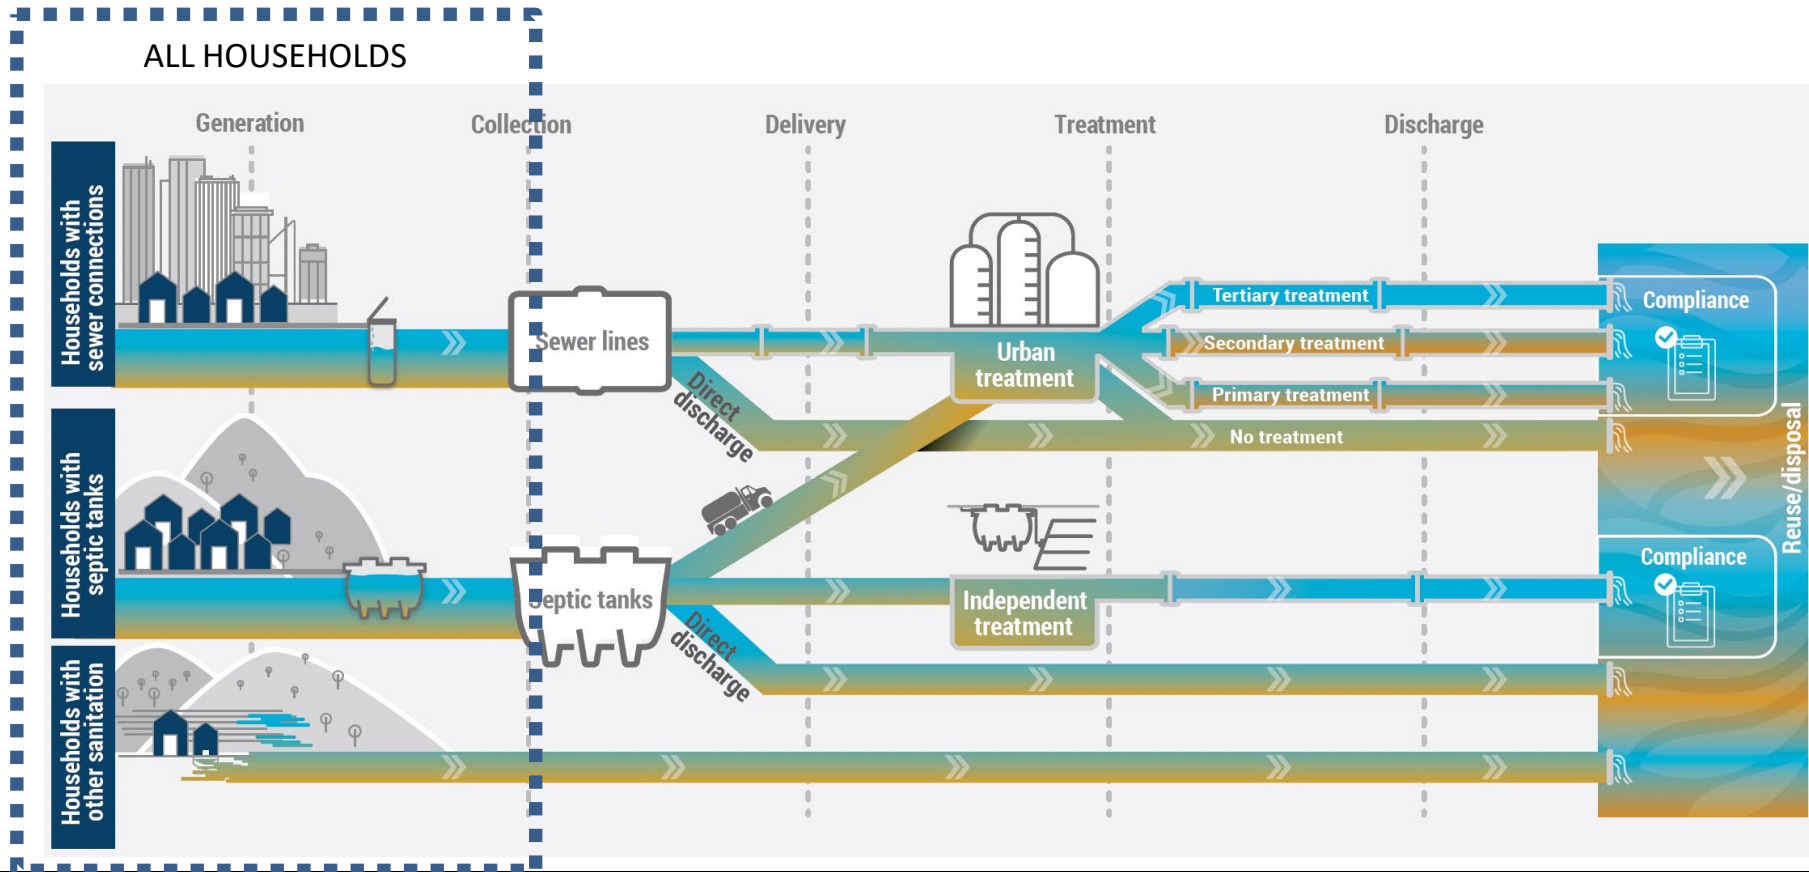 ALL HOUSEHOLDS
Generation
Collection
Delivery
Treatment
Discharge
Households with
sewer connections
Sewer lines
Direct
discharge
Urban
treatment
Tertiary treatment
Secondary treatment
Primary treatment
No treatment
Compliance
Households with
septic tanks
Septic tanks
Direct
discharge
Independent
treatment
Compliance
Reuse/disposal
Households with
other sanitation